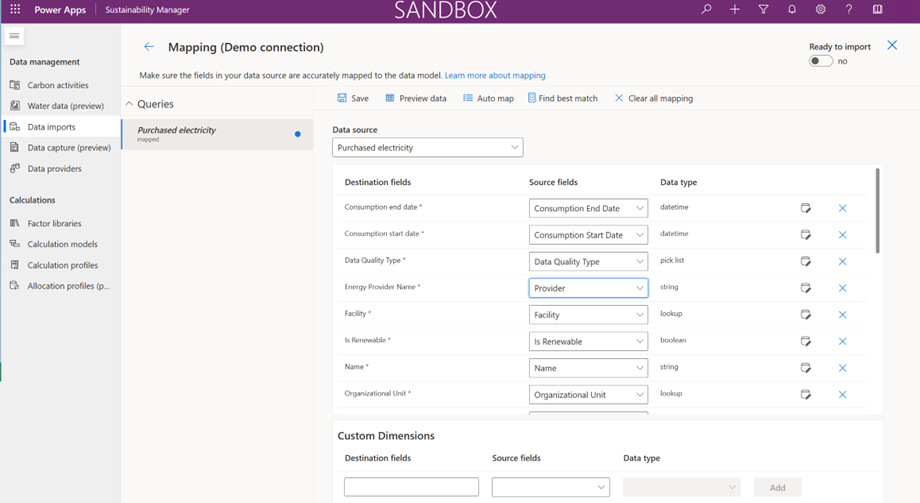 Power Apps Sustainability Manager SANDBOX
Data management
Carbon activities
Water data (preview)
Data imports
Data capture (preview)
Data providers
Calculations
Factor libraries
Calculation models
Calculation profiles
Allocation profiles (p...
Mapping (Demo connection)
Ready to import
no
Make sure the fields in your data source are accurately mapped to the data model. Learn more about mapping
Queries
Purchased electricity
mapped
Save Preview data Auto map Find best match Clear all mapping
Data source
Purchased electricity
Destination fields Source fields Data type
Consumption end date * Consumption End Date datetime
Consumption start date * Consumption Start Date datetime
Data Quality Type * Data Quality Type pick list
Energy Provider Name * Provider string
Facility * Facility lookup
Is Renewable * Is Renewable boolean
Name * Name string
Organizational Unit * Organizational Unit lookup
Custom Dimensions
Destination fields Source fields Data type
Add